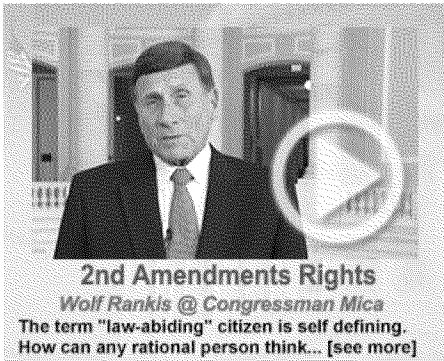 2nd Amendments Rights
Wolf Rankis @ Congressman Mica
The term "law-abiding" citizen is self defining.
How can any rational person think... [see more]